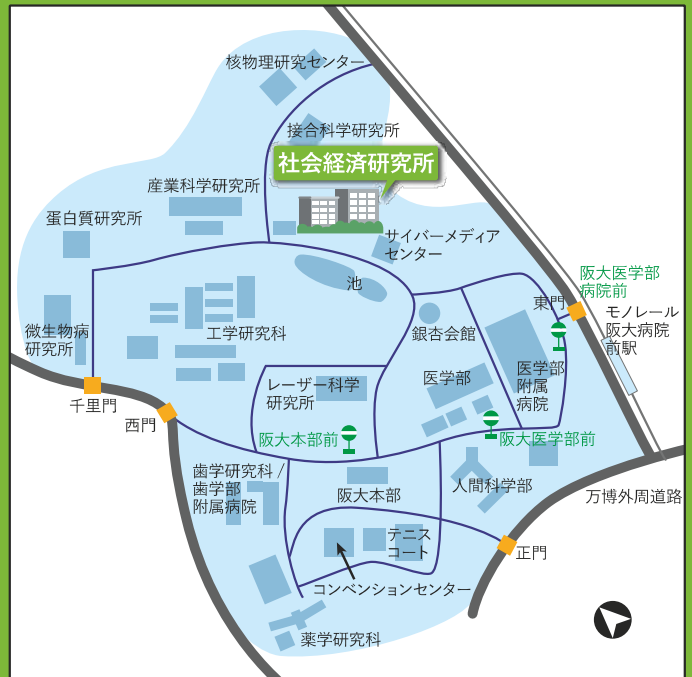 核物理研究センター
接合科学研究所
社会経済研究所
産業科学研究所
蛋白質研究所
サイバーメディア
センター
阪大医学部
病院前
池
東門
モノレール
阪大病院
前駅
微生物病
研究所
工学研究科
銀杏会館
医学部
附属
病院
レーザー科学
研究所
医学部
千里門
西門
阪大本部前
阪大医学部前
歯学研究科/
歯学部
附属病院
阪大本部
人間科学部
万博外周道路
テニス
コート
正門
コンベンションセンター
薬学研究科